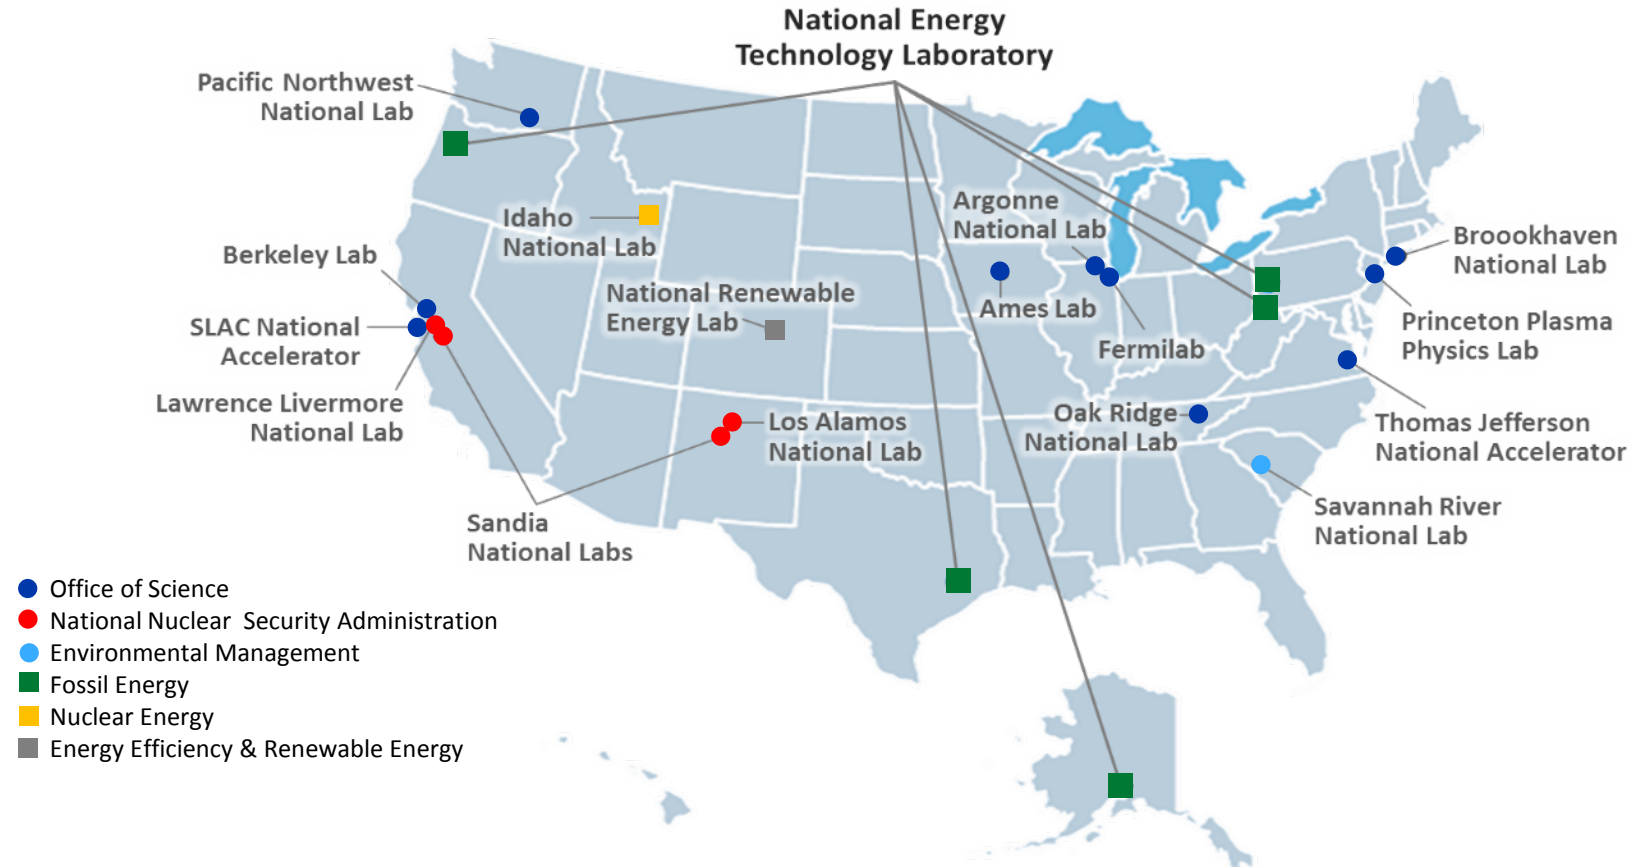 National Energy
Technology Laboratory
Pacific Northwest
National Lab
Idaho
National Lab
Argonne
National Lab
Broookhaven
National Lab
Berkeley Lab
National Renewable
Energy Lab
Ames Lab
SLAC National
Accelerator
Fermilab
Princeton Plasma
Physics Lab
Lawrence Livermore
National Lab
Los Alamos
National Lab
Oak Ridge
National Lab
Thomas Jefferson
National Accelerator
Sandia
National Labs
Savannah River
National Lab
Office of Science
National Nuclear  Security Administration
Environmental Management
Fossil Energy
Nuclear Energy
Energy Efficiency & Renewable Energy